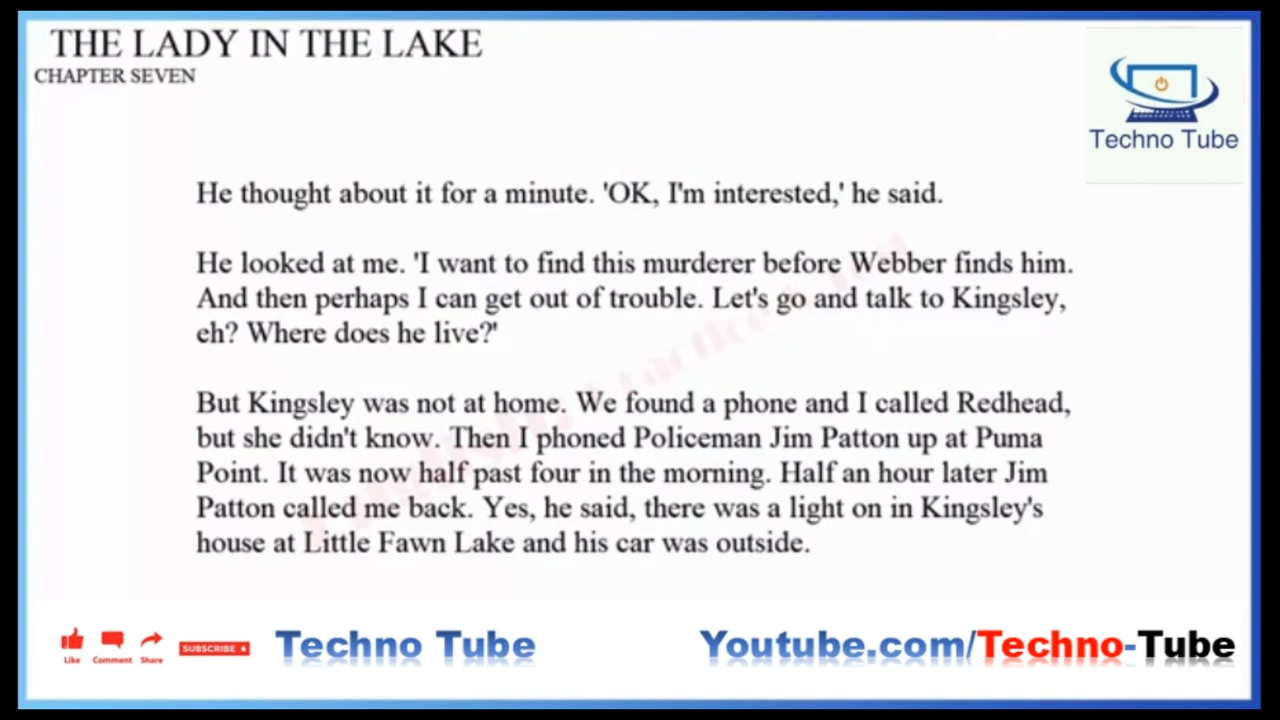 THE LADY IN THE LAKE
CHAPTER SEVEN
Techno Tube
He thought about it for a minute. 'OK, I'm interested,' he said.
He looked at me. 'I want to find this murderer before Webber finds him.
And then perhaps I can get out of trouble. Let's go and talk to Kingsley,
eh? Where does he live?'
But Kingsley was not at home. We found a phone and I called Redhead,
but she didn't know. Then I phoned Policeman Jim Patton up at Puma
Point. It was now half past four in the morning. Half an hour later Jim
Patton called me back. Yes, he said, there was a light on in Kingsley's
house at Little Fawn Lake and his car was outside.
Like Comment Share SUBSCRIBE Techno Tube Youtube.com/Techno-Tube